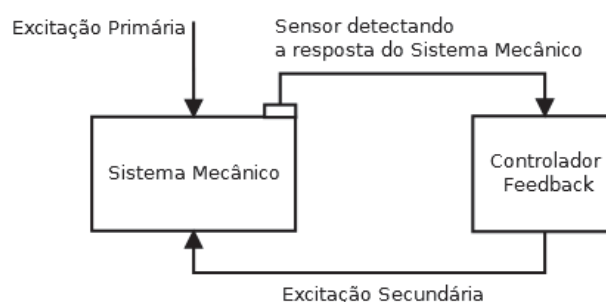 Excitação Primária
Sensor detectando
a resposta do Sistema Mecânico
Sistema Mecânico
Controlador
Feedback
Excitação Secundária